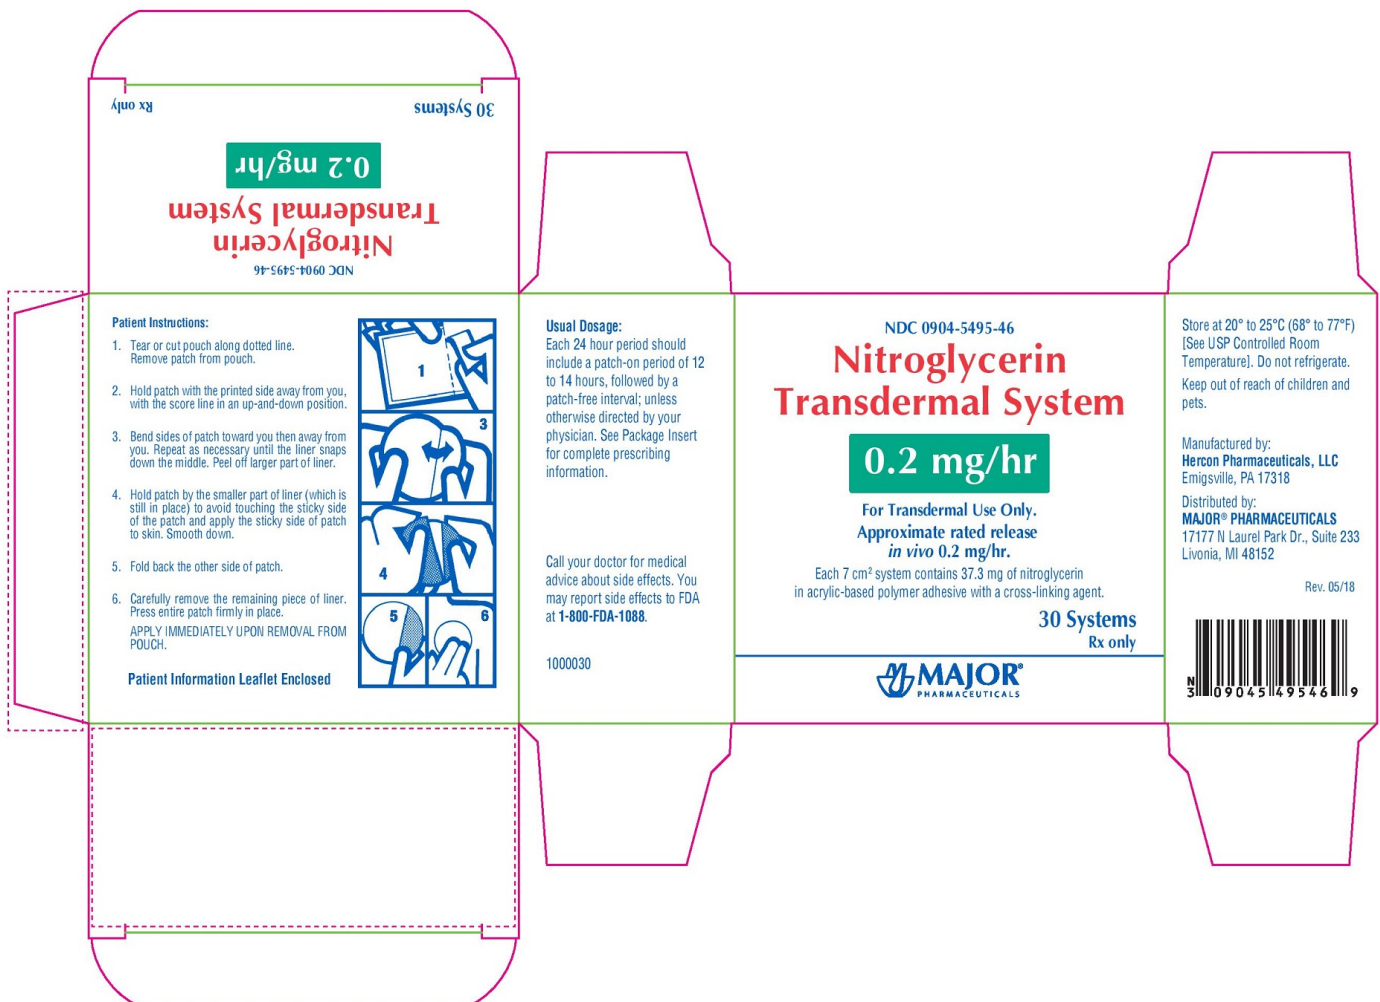 Rx only
30 Systems
0.2 mg/hr
Transdermal System
Nitroglycerin
NDC 0904-5495-46
Patient Instructions:
1. Tear or cut pouch along dotted line.
Remove patch from pouch.
2. Hold patch with the printed side away from you,
with the score line in an up-and-down position.
3. Bend sides of patch toward you then away from
you. Repeat as necessary until the liner snaps
down the middle. Peel off larger part of liner.
4. Hold patch by the smaller part of liner (which is
still in place) to avoid touching the sticky side
of the patch and apply the sticky side of patch
to skin. Smooth down.
5. Fold back the other side of patch.
6. Carefully remove the remaining piece of liner.
Press entire patch firmly in place.
APPLY IMMEDIATELY UPON REMOVAL FROM
POUCH.
Patient Information Leaflet Enclosed
1
3
4
5
6
Usual Dosage:
Each 24 hour period should
include a patch-on period of 12
to 14 hours, followed by a
patch-free interval; unless
otherwise directed by your
physician. See Package Insert
for complete prescribing
information.
Call your doctor for medical
advice about side effects. You
may report side effects to FDA
at 1-800-FDA-1088.
1000030
NDC 0904-5495-46
Nitroglycerin
Transdermal System
0.2 mg/hr
For Transdermal Use Only.
Approximate rated release
in vivo 0.2 mg/hr.
Each 7 cm² system contains 37.3 mg of nitroglycerin
in acrylic-based polymer adhesive with a cross-linking agent.
30 Systems
Rx only
MAJOR®
PHARMACEUTICALS
Store at 20° to 25°C (68° to 77°F)
[See USP Controlled Room
Temperature]. Do not refrigerate.
Keep out of reach of children and
pets.
Manufactured by:
Hercon Pharmaceuticals, LLC
Emigsville, PA 17318
Distributed by:
MAJOR® PHARMACEUTICALS
17177 N Laurel Park Dr., Suite 233
Livonia, MI 48152
Rev. 05/18
N
3 09045 49546 9